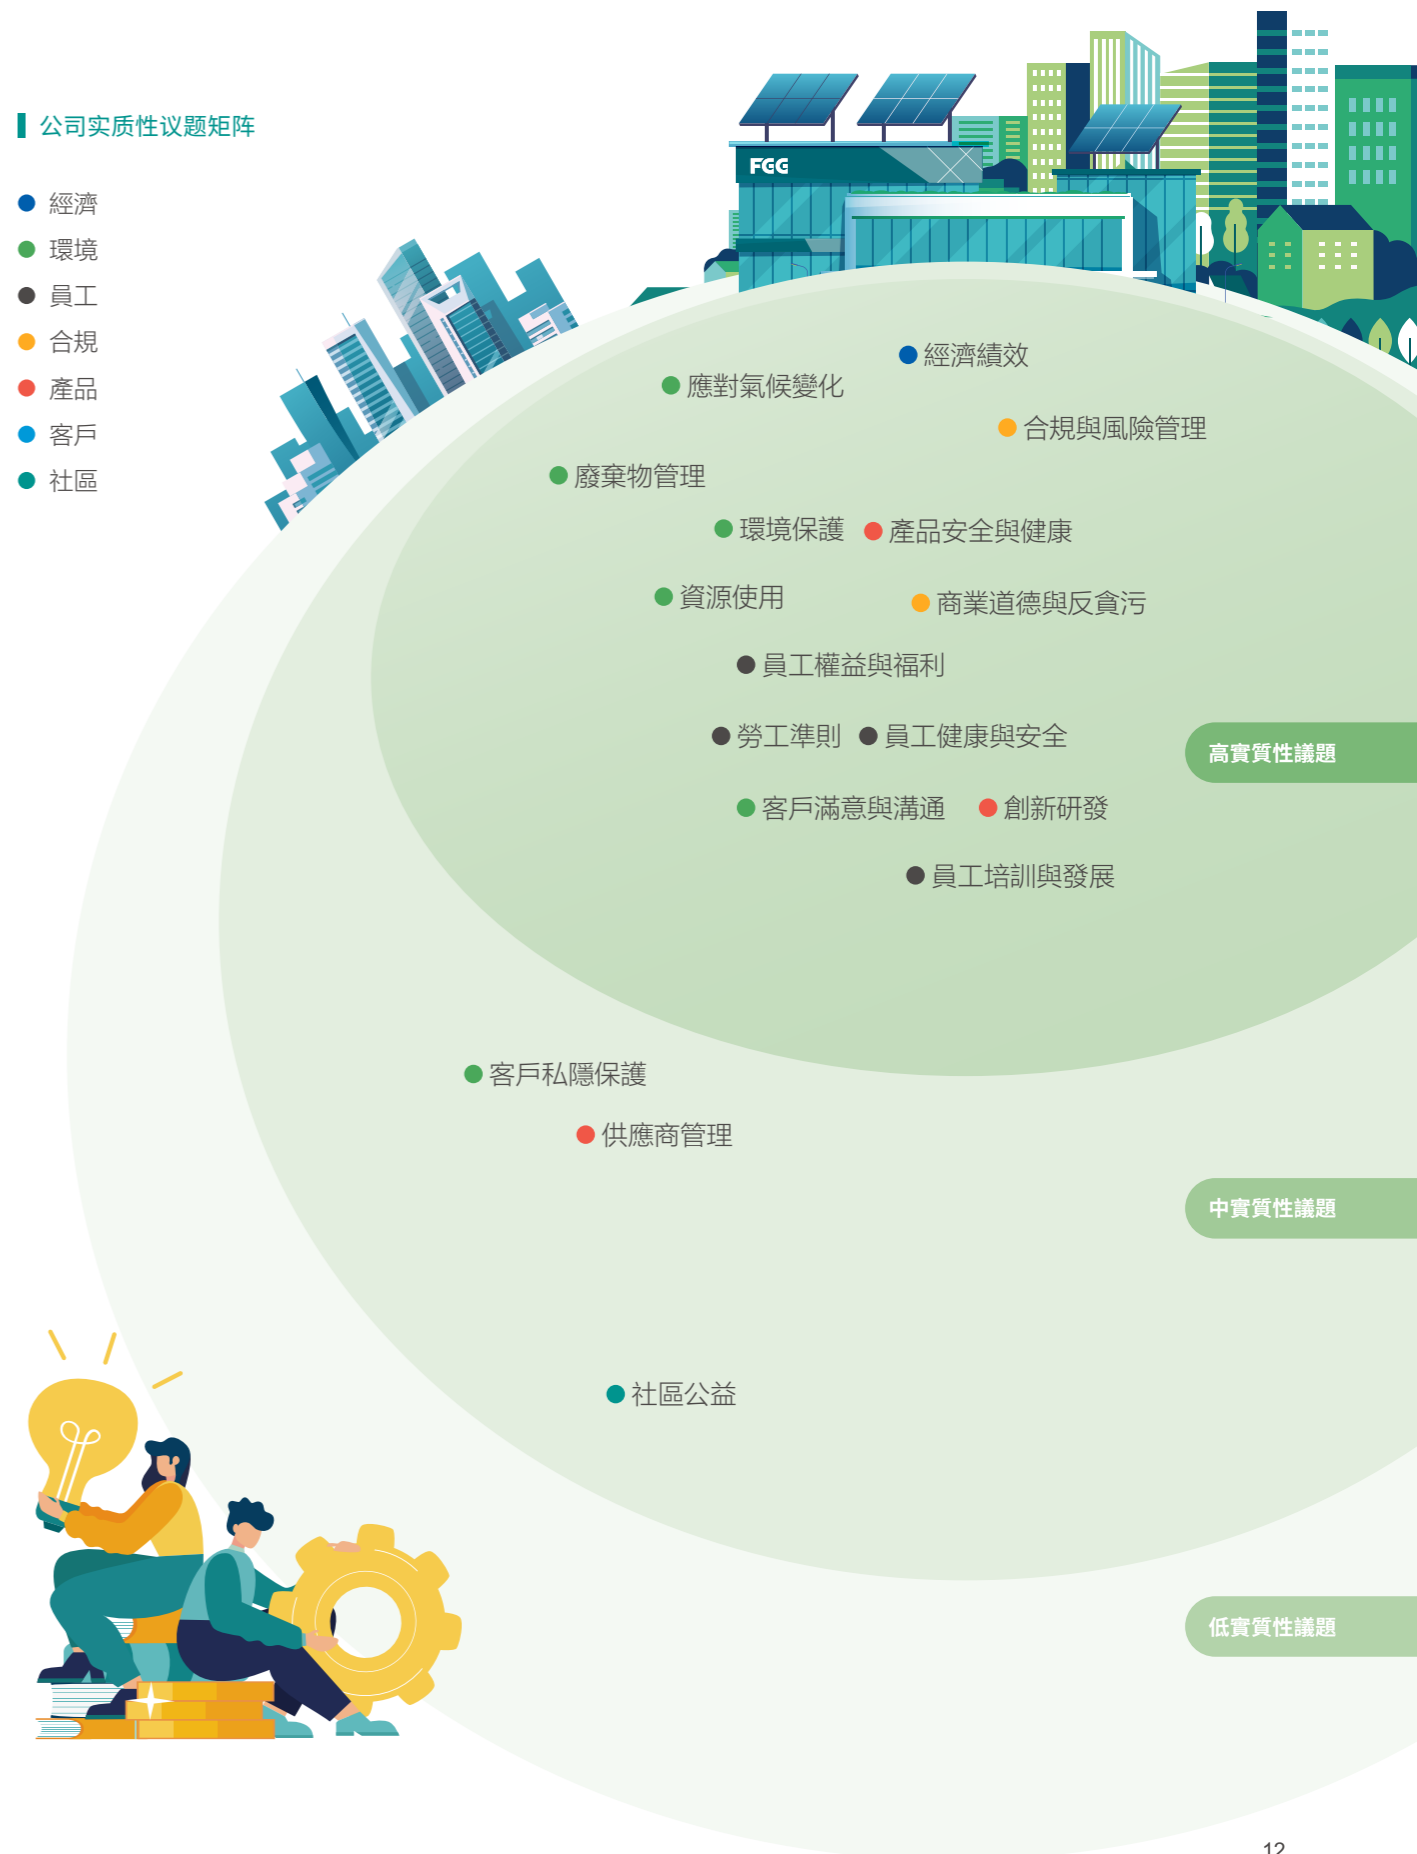 FGG
公司实质性议题矩阵
經濟
環境
員工
合規
產品
客戶
社區
經濟績效
應對氣候變化
合規與風險管理
廢棄物管理
環境保護
產品安全與健康
資源使用
商業道德與反貪污
員工權益與福利
勞工準則
員工健康與安全
高實質性議題
客戶滿意與溝通
創新研發
員工培訓與發展
客戶私隱保護
供應商管理
中實質性議題
社區公益
低實質性議題
12